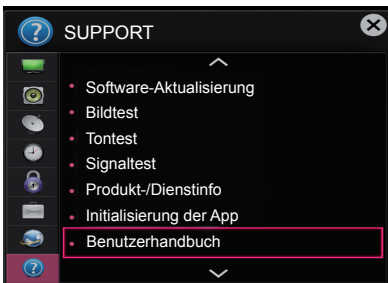 SUPPORT
Software-Aktualisierung
Bildtest
Tontest
Signaltest
Produkt-/Dienstinfo
Initialisierung der App
Benutzerhandbuch